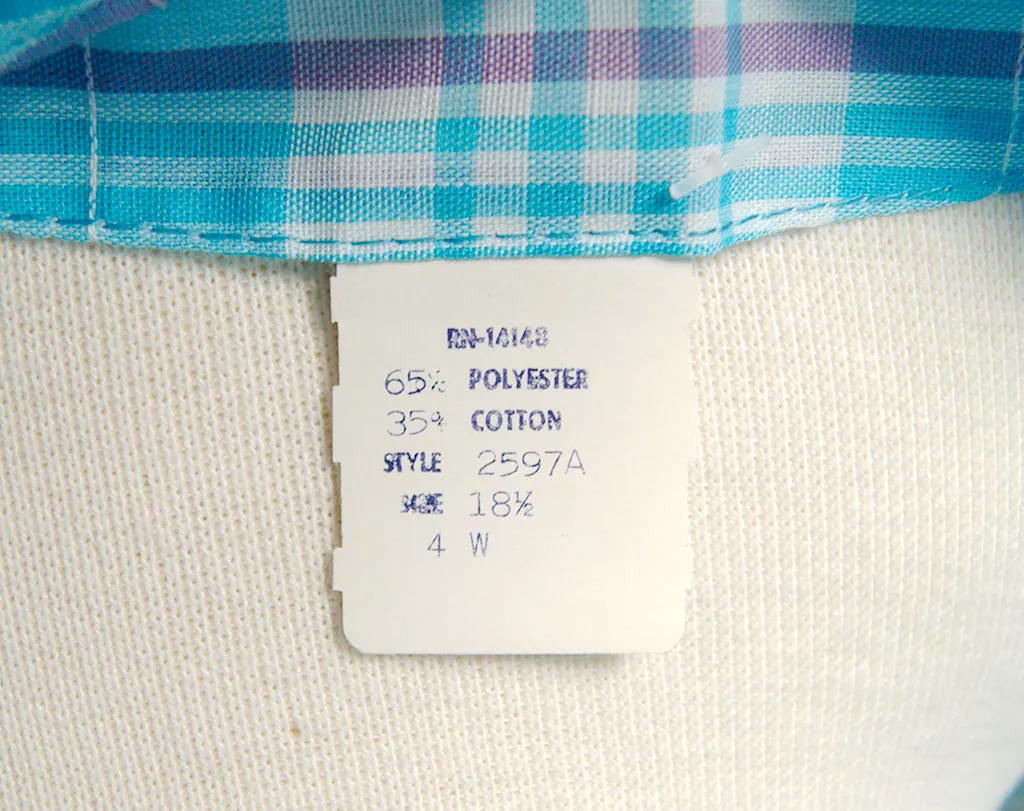 RN-14148
65% POLYESTER
35% COTTON
STYLE 2597A
SIZE 18½
4 W